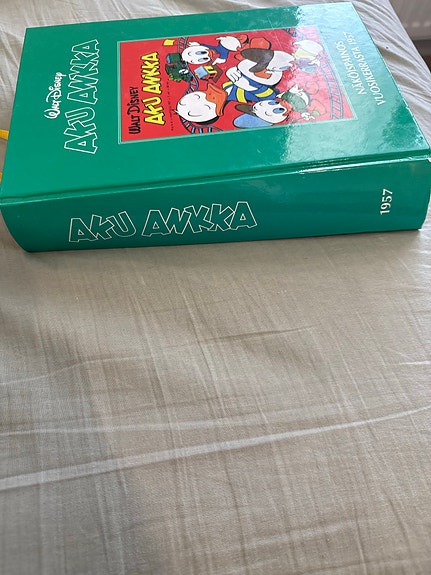 WALT DISNEY
AKU ANKKA
WALT DISNEY
AKU ANKKA
NÄKÖISPAINOS
VUOSIKERRASTA 1957
AKU ANKKA
1957